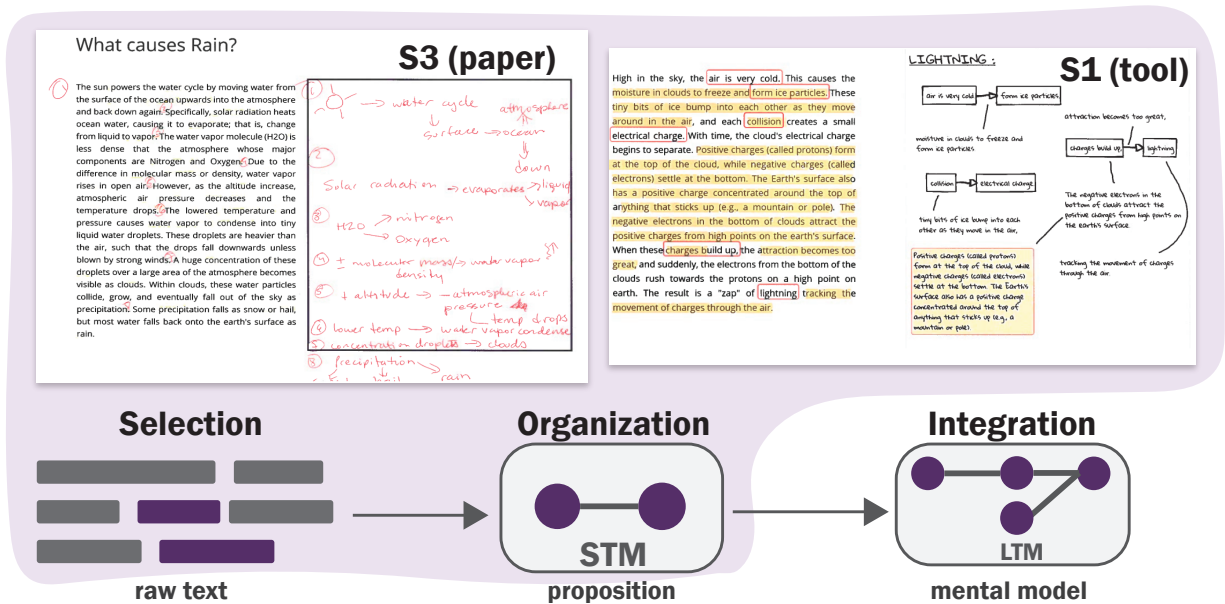 What causes Rain?
S3 (paper)
The sun powers the water cycle by moving water from
the surface of the ocean upwards into the atmosphere
and back down again. Specifically, solar radiation heats
ocean water, causing it to evaporate; that is, change
from liquid to vapor. The water vapor molecule (H2O) is
less dense that the atmosphere whose major
components are Nitrogen and Oxygen. Due to the
difference in molecular mass or density, water vapor
rises in open air. However, as the altitude increase,
atmospheric air pressure decreases and the
temperature drops. The lowered temperature and
pressure causes water vapor to condense into tiny
liquid water droplets. These droplets are heavier than
the air, such that the drops fall downwards unless
blown by strong winds. A huge concentration of these
droplets over a large area of the atmosphere becomes
visible as clouds. Within clouds, these water particles
collide, grow, and eventually fall out of the sky as
precipitation. Some precipitation falls as snow or hail,
but most water falls back onto the earth's surface as
rain.
1
water cycle
atmosphere
surface → ocean
down
2
Solar radiation → evaporates → liquid
vapor
3
H2O → nitrogen
Oxygen
4 ± molecular mass/ → water vapor
density
5 + altitude → - atmospheric air
pressure
temp drops
lower temp → water vapor condense
concentration droplets → clouds
precipitation
rain
S1 (tool)
High in the sky, the air is very cold. This causes the
moisture in clouds to freeze and form ice particles. These
tiny bits of ice bump into each other as they move
around in the air, and each collision creates a small
electrical charge. With time, the cloud's electrical charge
begins to separate. Positive charges (called protons) form
at the top of the cloud, while negative charges (called
electrons) settle at the bottom. The Earth's surface also
has a positive charge concentrated around the top of
anything that sticks up (e.g., a mountain or pole). The
negative electrons in the bottom of clouds attract the
positive charges from high points on the earth's surface.
When these charges build up, the attraction becomes too
great, and suddenly, the electrons from the bottom of the
clouds rush towards the protons on a high point on
earth. The result is a "zap" of lightning tracking the
movement of charges through the air.
LIGHTNING :
air is very cold form ice particles.
moisture in clouds to freeze and
form ice particles
attraction becomes too great,
charges build up, lightning
collision electrical charge.
tiny bits of ice bump into each
other as they move in the air,
The negative electrons in the
bottom of clouds attract the
positive charges from high points on
the earth's surface.
tracking the movement of charges
through the air
Positive charges (called protons)
form at the top of the cloud, while
negative charges (called electrons)
settle at the bottom. The Earth's
surface also has a positive charge
concentrated around the top of
anything that sticks up (e.g., a
mountain or pole).
Selection
Organization
Integration
STM
LTM
raw text
proposition
mental model